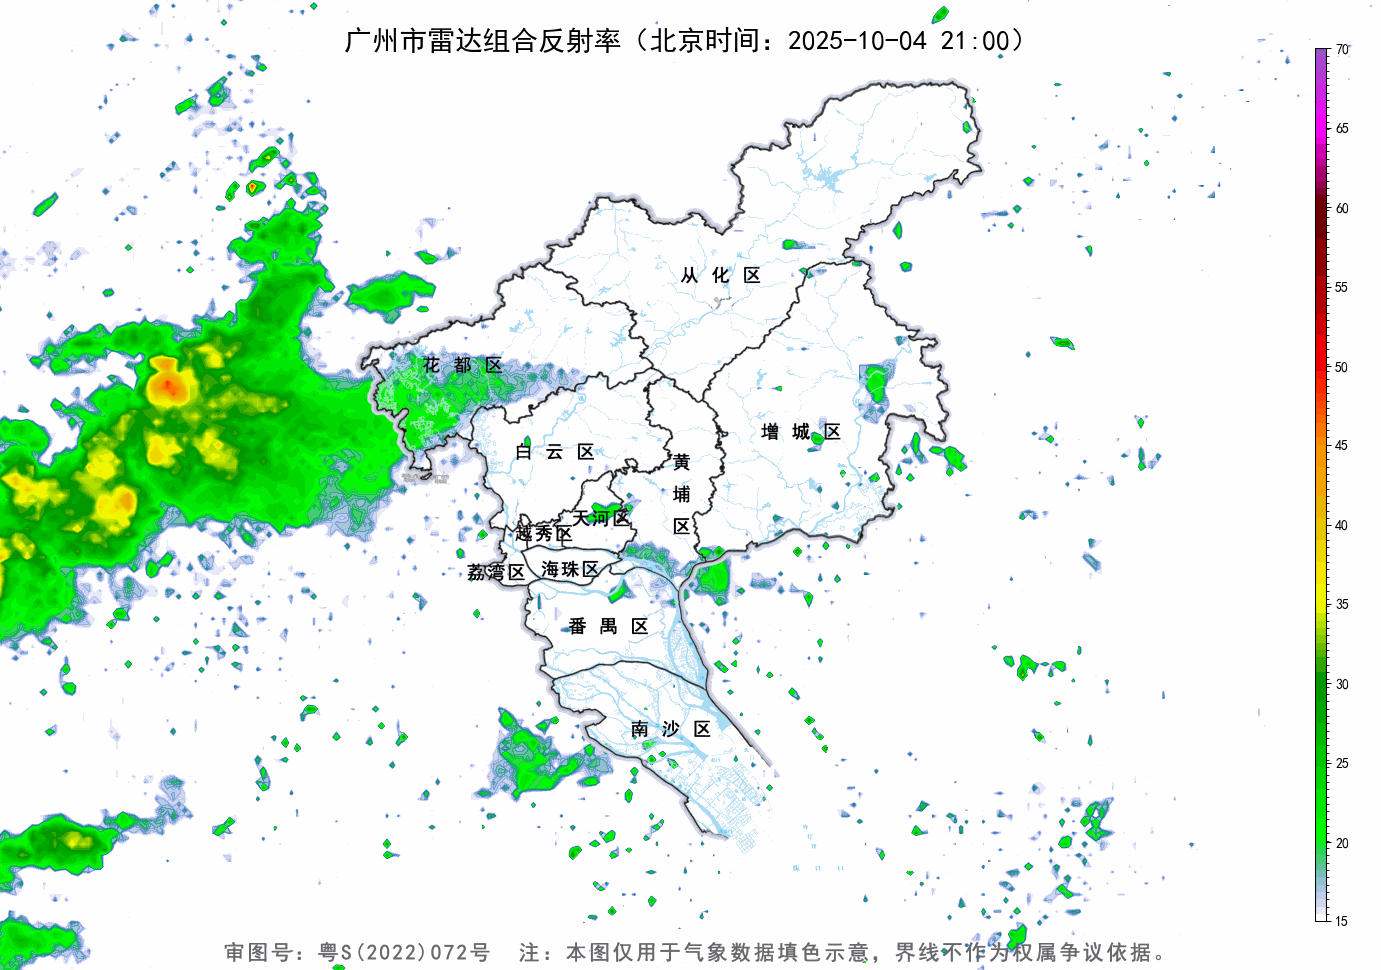 广州市雷达组合反射率（北京时间：2025-10-04 21:00）
70
65
60
55
50
45
40
35
30
25
20
15
从化区
花都区
增城区
白云区
黄埔区
天河区
越秀区
荔湾区
海珠区
番禺区
南沙区
审图号：粤S(2022)072号 注：本图仅用于气象数据填色示意，界线不作为权属争议依据。